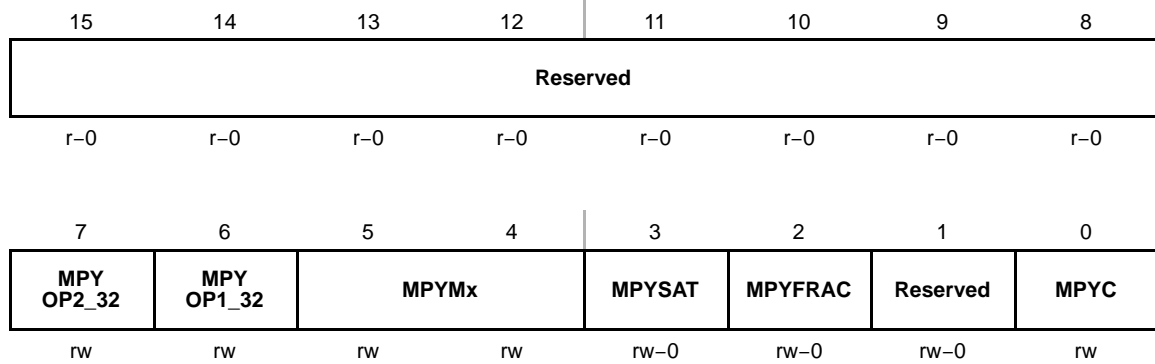 15 14 13 12 11 10 9 8
Reserved
r−0 r−0 r−0 r−0 r−0 r−0 r−0 r−0
7 6 5 4 3 2 1 0
MPY OP2_32 MPY OP1_32 MPYMx MPYSAT MPYFRAC Reserved MPYC
rw rw rw rw rw−0 rw−0 rw−0 rw